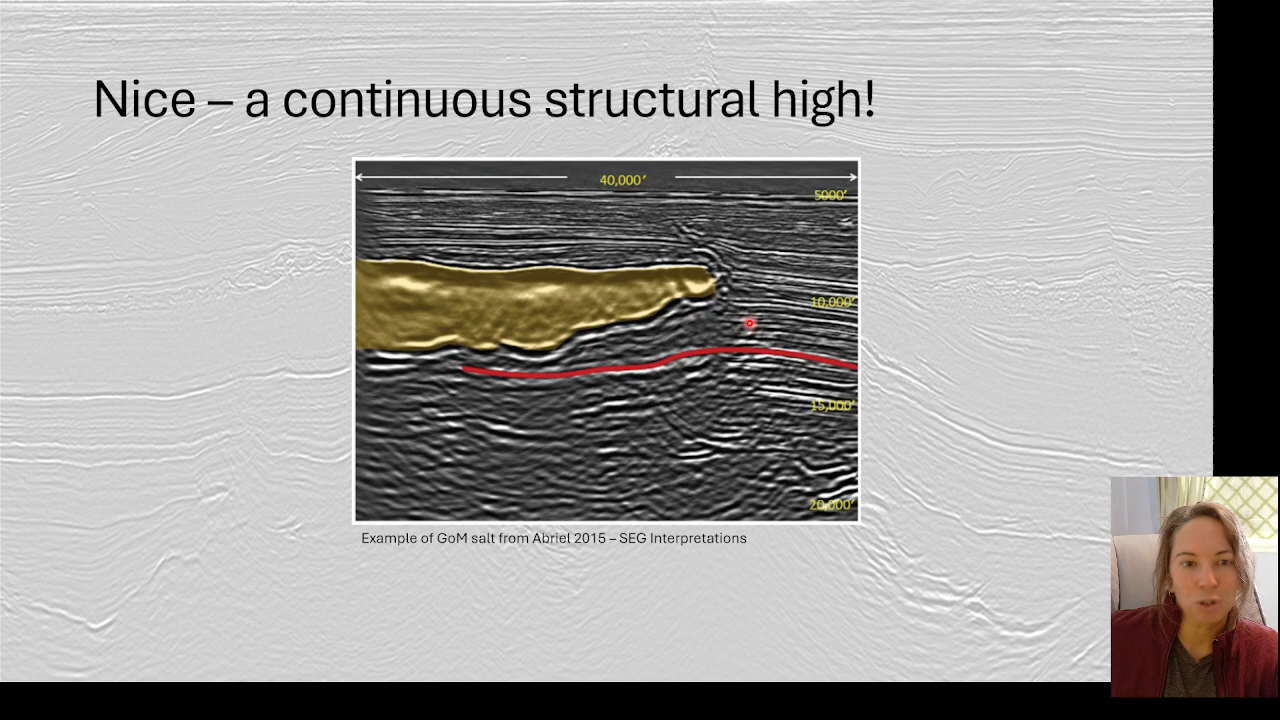 Nice – a continuous structural high!
40,000’
5000’
10,000’
15,000’
20,000’
Example of GoM salt from Abriel 2015 – SEG Interpretations